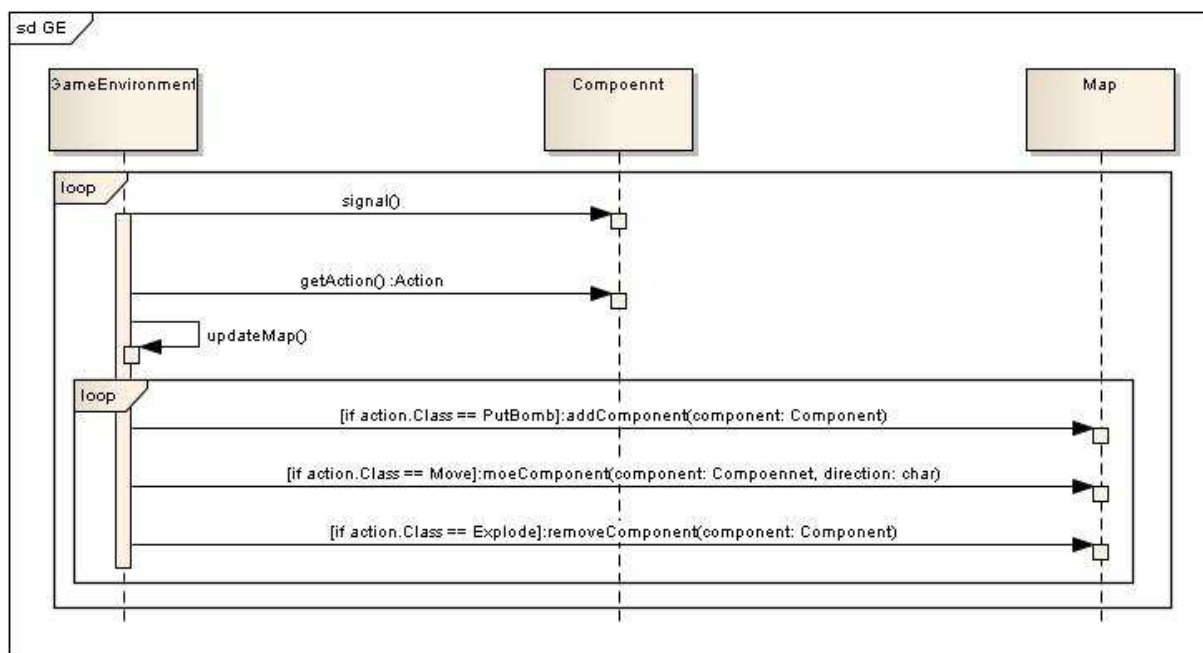 sd GE
GameEnvironment
Compoennt
Map
loop
signal()
getAction() :Action
updateMap()
loop
[if action.Class == PutBomb]:addComponent(component: Component)
[if action.Class == Move]:moeComponent(component: Compoennet, direction: char)
[if action.Class == Explode]:removeComponent(component: Component)